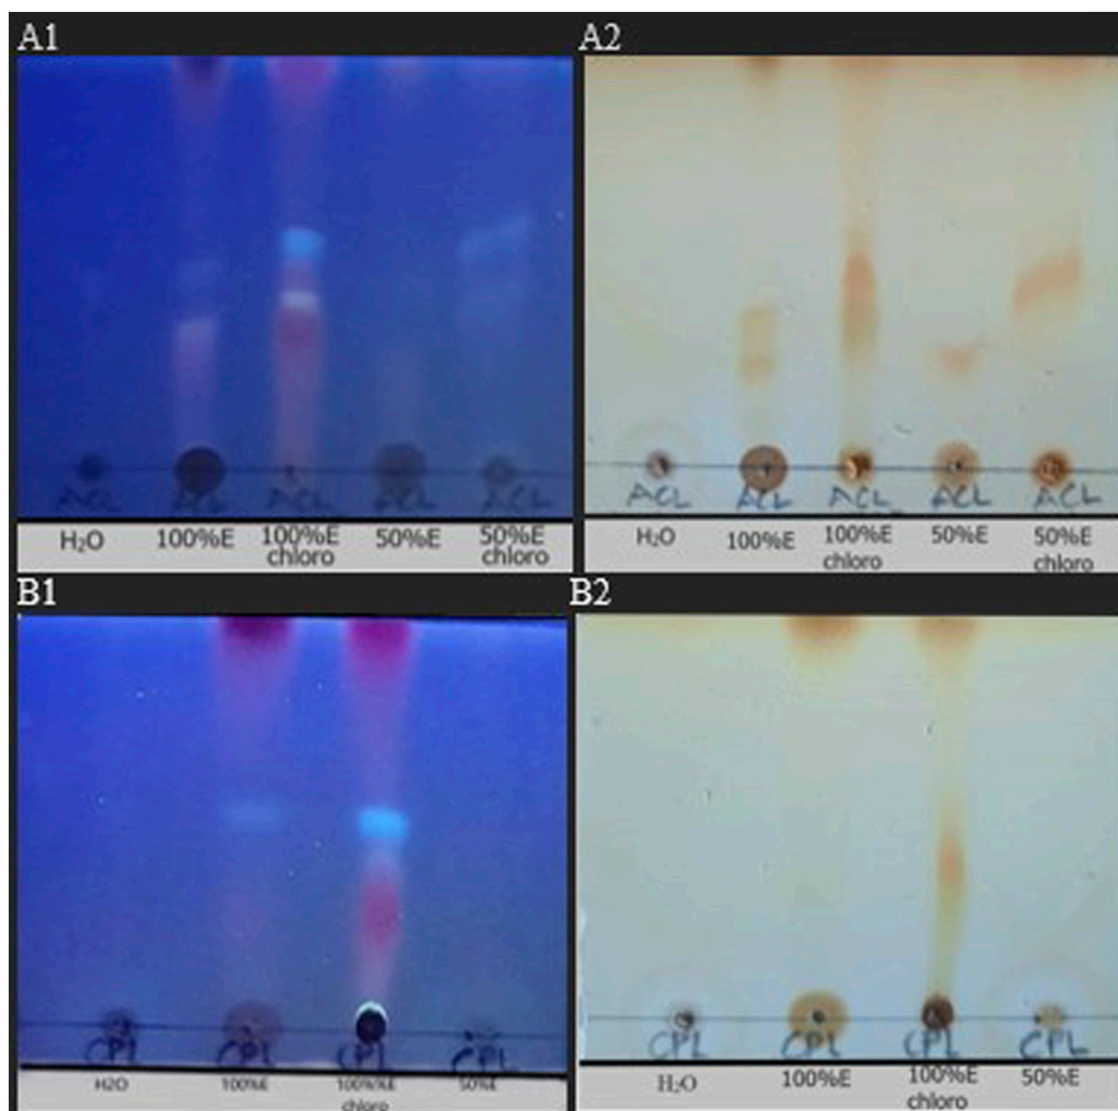 A1 A2
ACL ACL ACL ACL ACL
ACL ACL ACL ACL ACL
H₂O 100%E 100%E chloro 50%E 50%E chloro
H₂O 100%E 100%E chloro 50%E 50%E chloro
B1 B2
CPL CPL CPL CPL
CPL CPL CPL CPL
H2O 100%E 100%E chloro 50%E
H₂O 100%E 100%E chloro 50%E